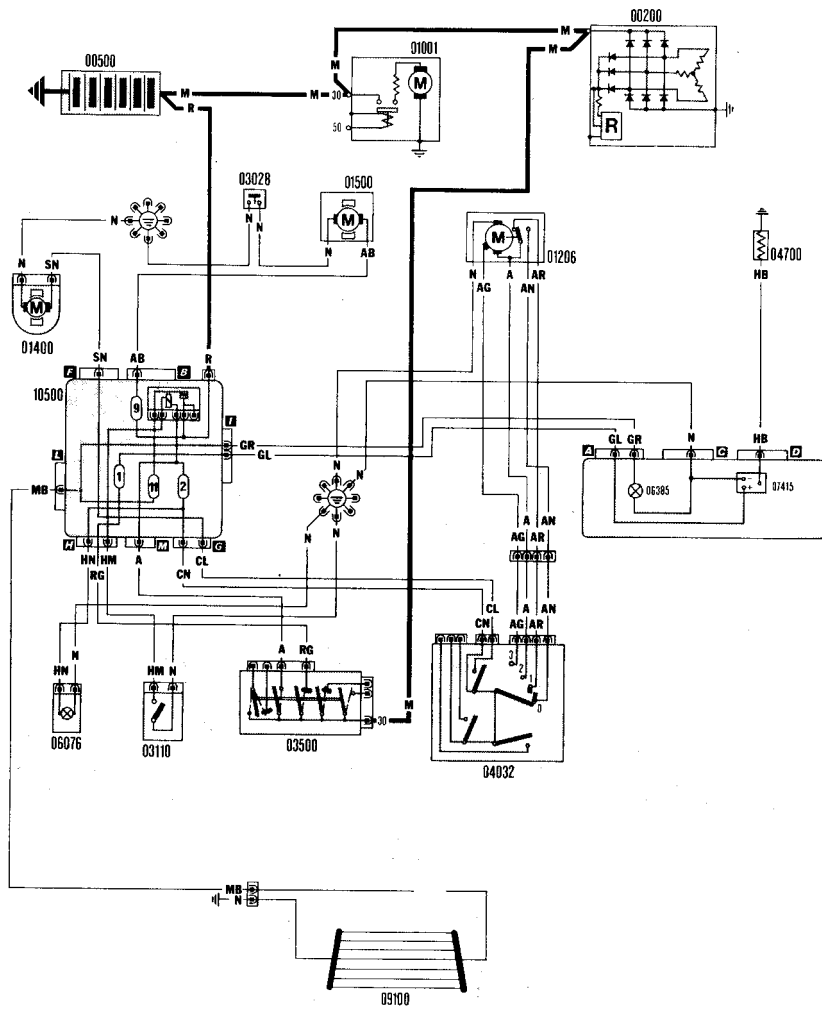 00200
M
M
01001
00500
M
M
M
30
50
R
R
03028
01500
M
N
N
N
AB
N
N
SN
M
01400
M
01206
N
AG
A
AN
AR
04700
HB
SN
AB
R
F
B
10500
9
I
GR
GL
L
1
11
2
MB
H
M
G
HN
HM
RG
A
CN
CL
N
N
N
N
A
GL
GR
N
C
HB
D
06385
07415
- -
+
AG
A
AR
AN
CL
CN
AG
A
AR
AN
HN
N
06076
HM
N
03110
A
RG
30
M
03500
3
2
1
0
04032
MB
N
09100